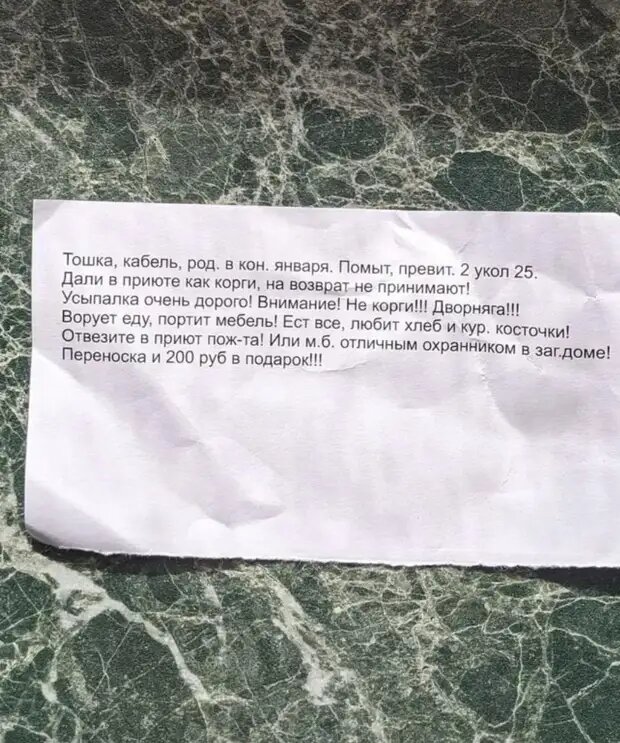 Тошка, кабель, род. в кон. января. Помыт, превит. 2 укол 25.
Дали в приюте как корги, на возврат не принимают!
Усыпалка очень дорого! Внимание! Не корги!!! Дворняга!!!
Ворует еду, портит мебель! Ест все, любит хлеб и кур. косточки!
Отвезите в приют пож-та! Или м.б. отличным охранником в заг.доме!
Переноска и 200 руб в подарок!!!